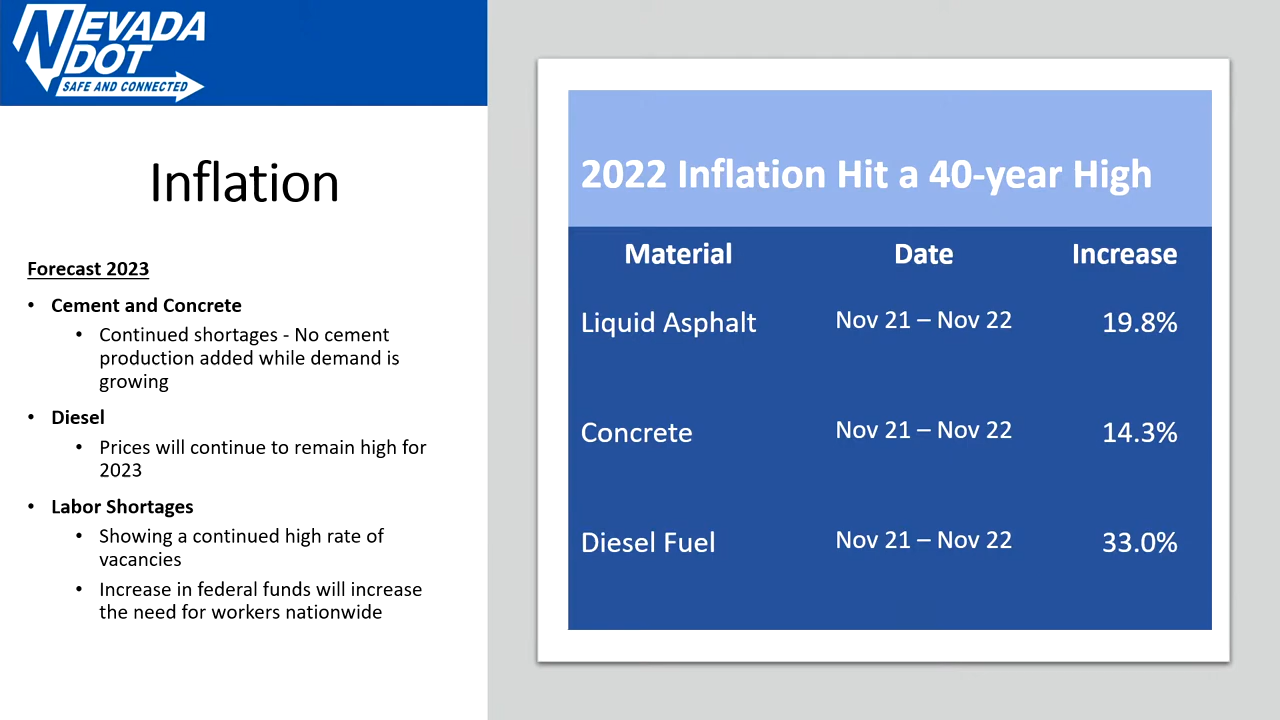 NEVADA
DOT
SAFE AND CONNECTED
Inflation
Forecast 2023
• Cement and Concrete
• Continued shortages - No cement
production added while demand is
growing
• Diesel
• Prices will continue to remain high for
2023
• Labor Shortages
• Showing a continued high rate of
vacancies
• Increase in federal funds will increase
the need for workers nationwide
2022 Inflation Hit a 40-year High
Material Date Increase
Liquid Asphalt Nov 21 – Nov 22 19.8%
Concrete Nov 21 – Nov 22 14.3%
Diesel Fuel Nov 21 – Nov 22 33.0%